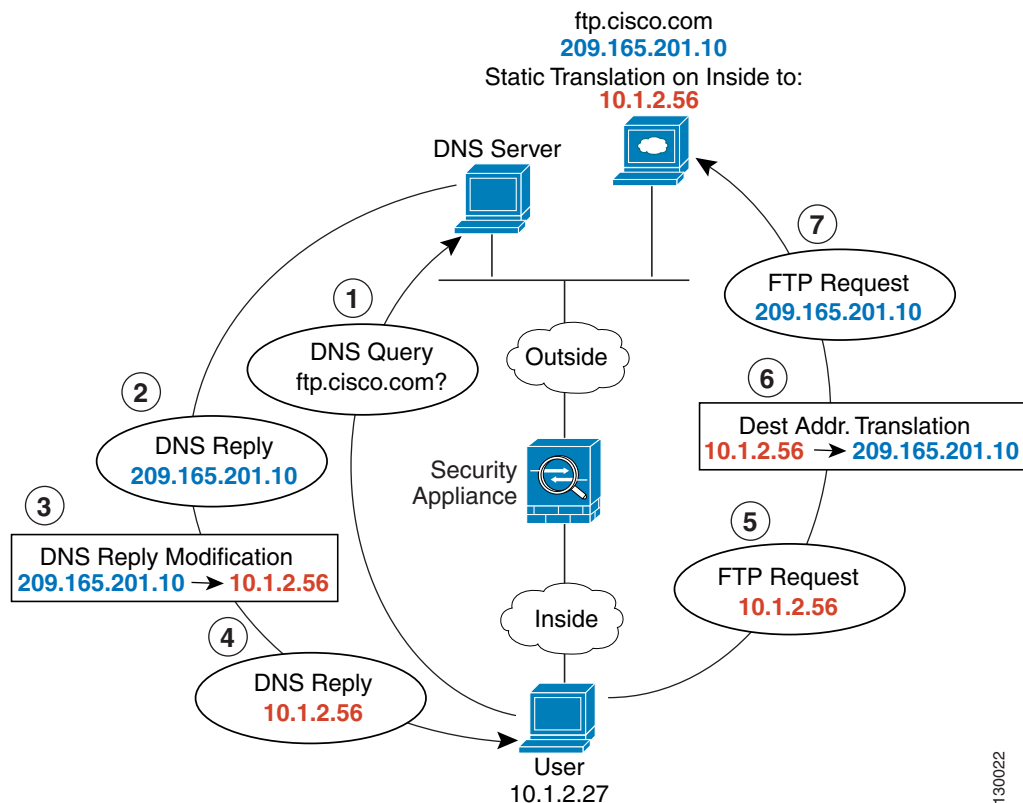 ftp.cisco.com
209.165.201.10
Static Translation on Inside to:
10.1.2.56
DNS Server
7
FTP Request
209.165.201.10
1
DNS Query
ftp.cisco.com?
Outside
2
DNS Reply
209.165.201.10
6
Dest Addr. Translation
10.1.2.56 → 209.165.201.10
Security
Appliance
3
DNS Reply Modification
209.165.201.10 → 10.1.2.56
5
FTP Request
10.1.2.56
Inside
4
DNS Reply
10.1.2.56
User
10.1.2.27
130022